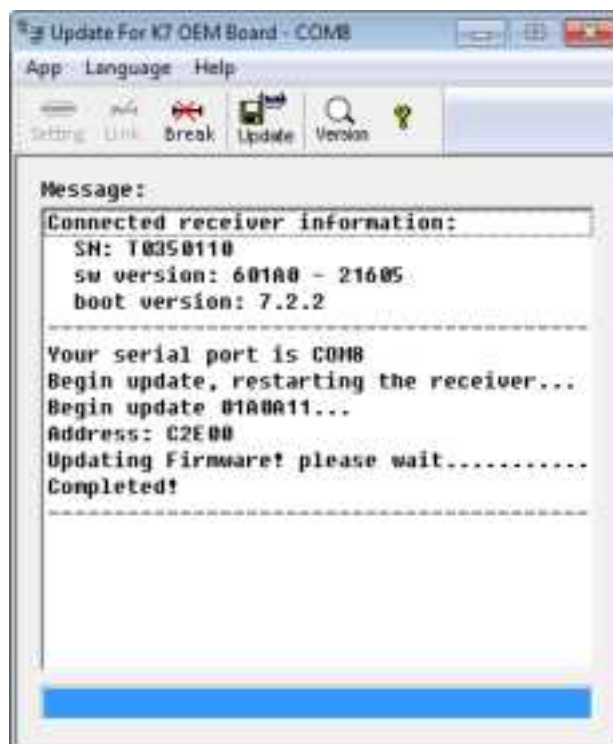 Update For K7 OEM Board - COM8
App Language Help
Setting Link Break Update Version
Message:
Connected receiver information:
SN: T0350110
sw version: 601A0 - 21605
boot version: 7.2.2
Your serial port is COM8
Begin update, restarting the receiver...
Begin update 01A0A11...
Address: C2E00
Updating Firmware! please wait...........
Completed!